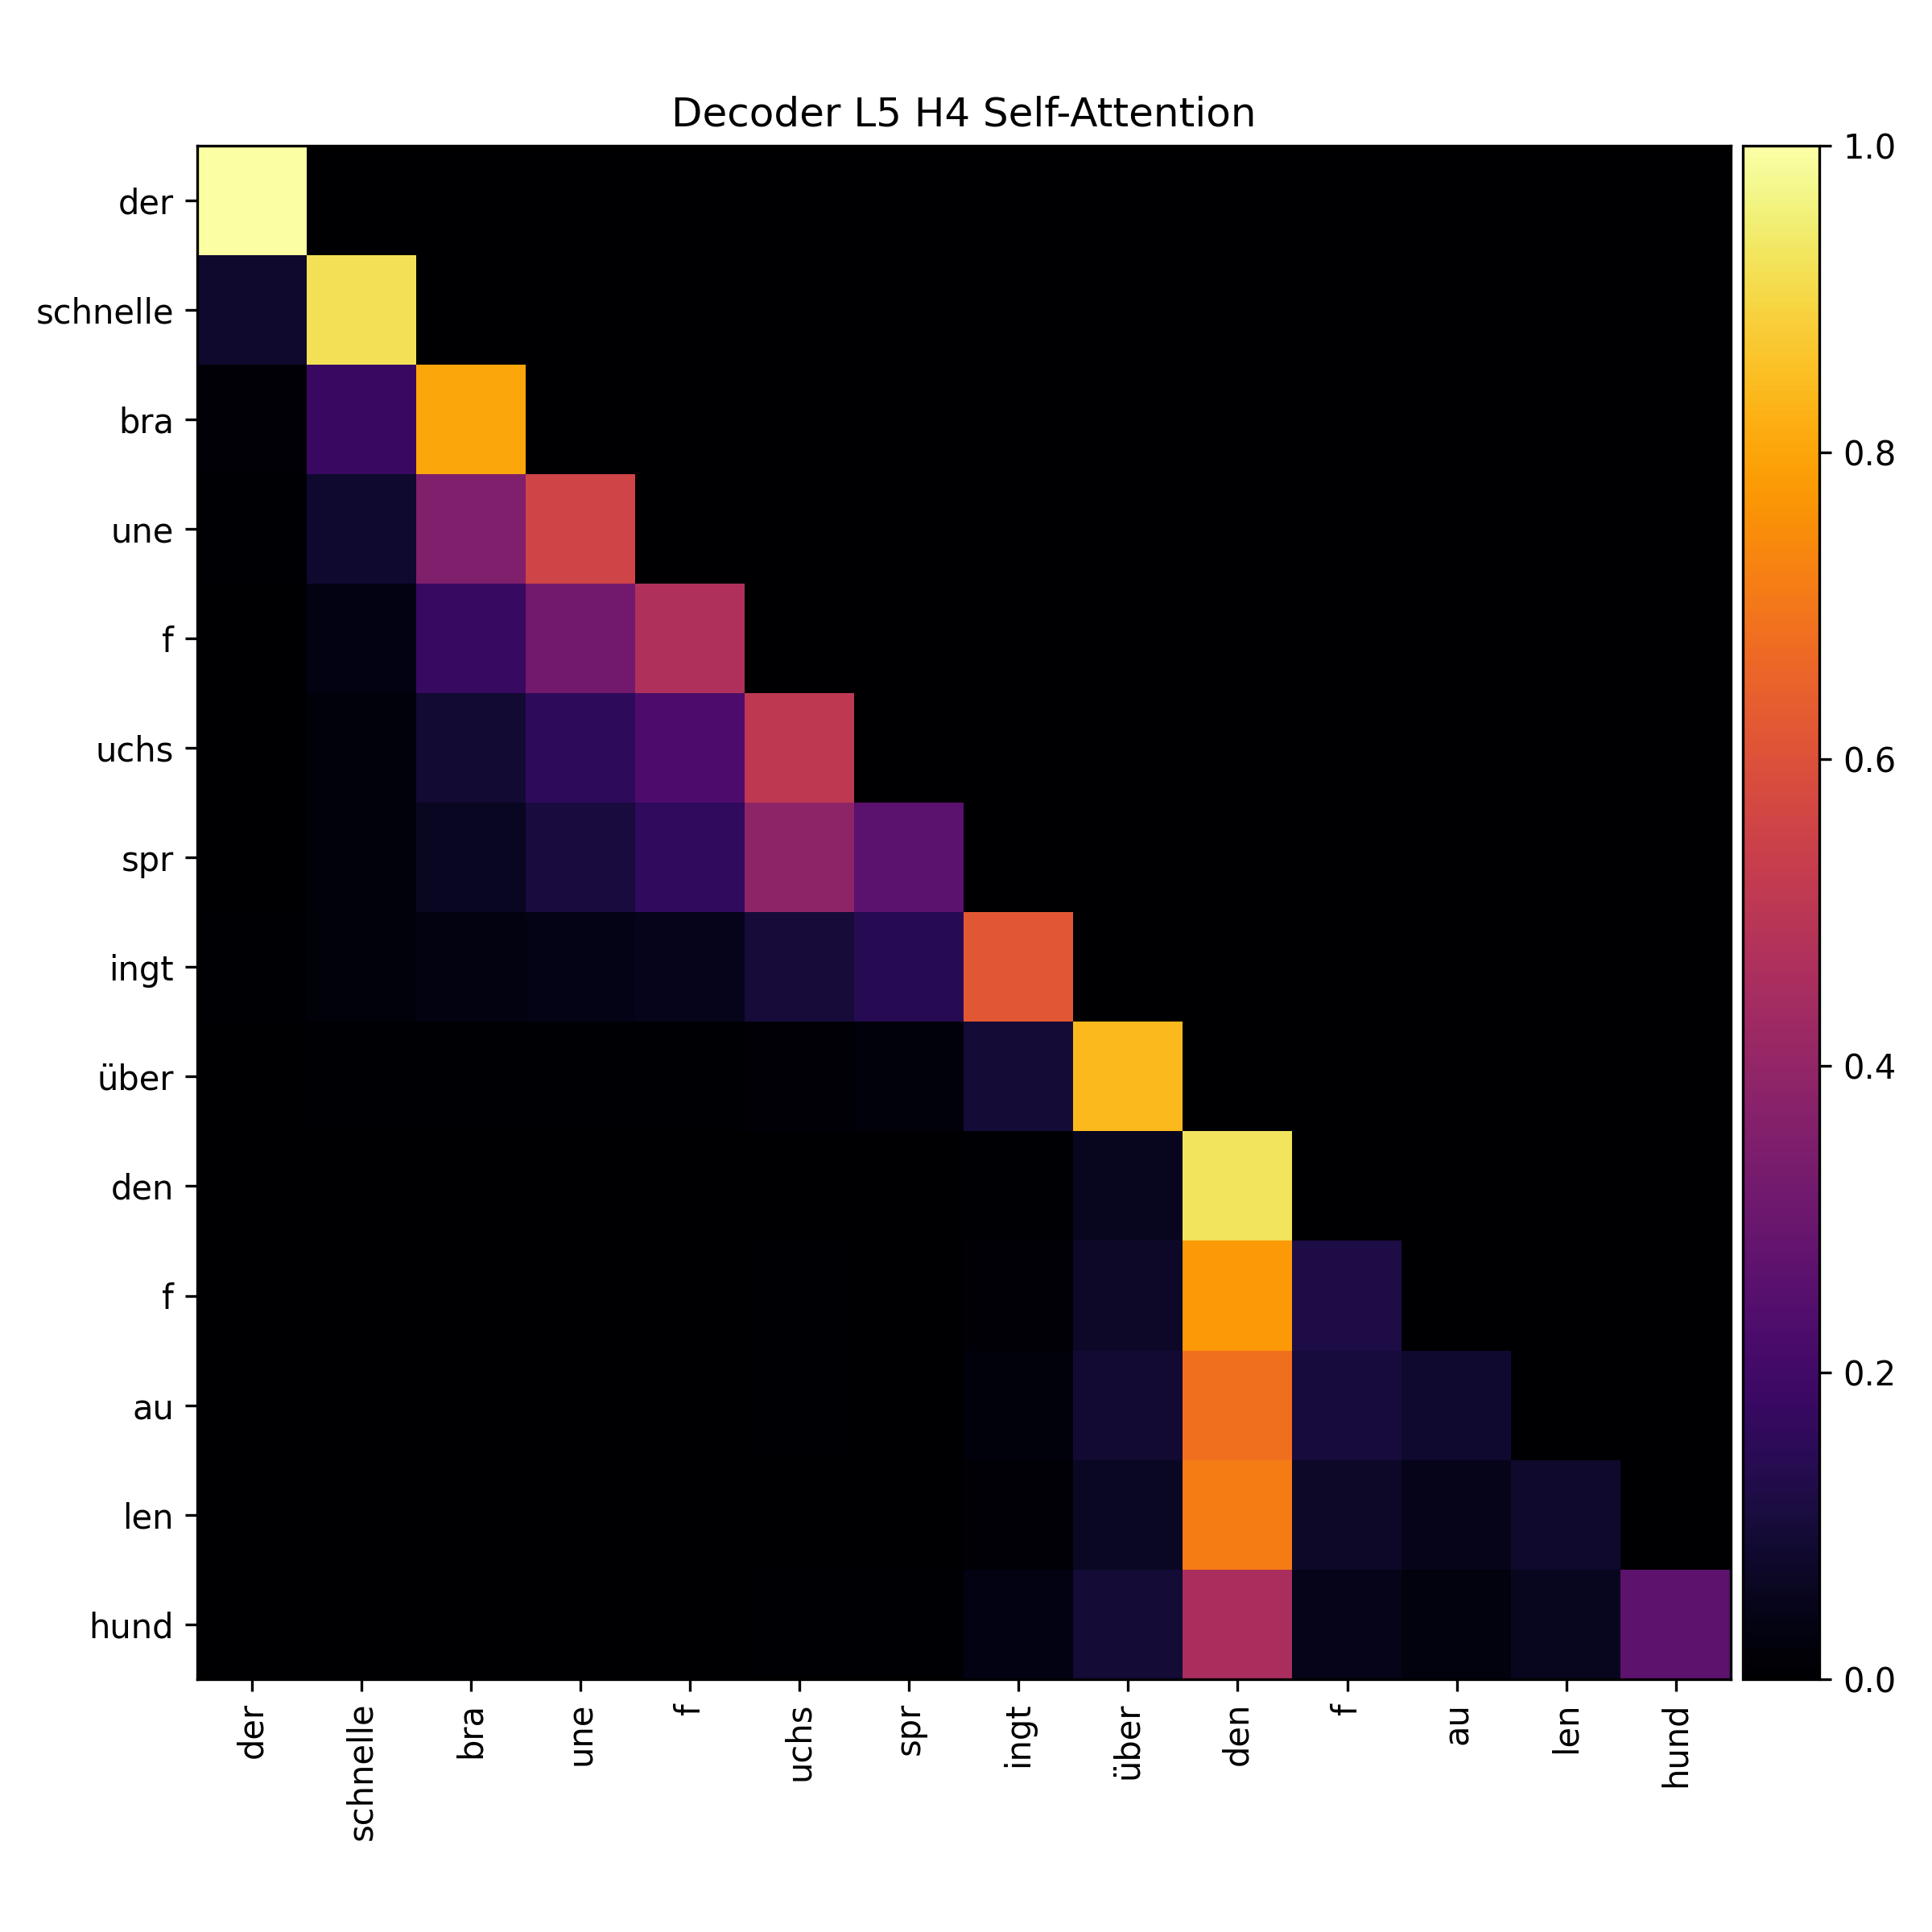 Decoder L5 H4 Self-Attention
der
schnelle
bra
une
f
uchs
spr
ingt
über
den
f
au
len
hund
der
schnelle
bra
une
f
uchs
spr
ingt
über
den
f
au
len
hund
1.0
0.8
0.6
0.4
0.2
0.0